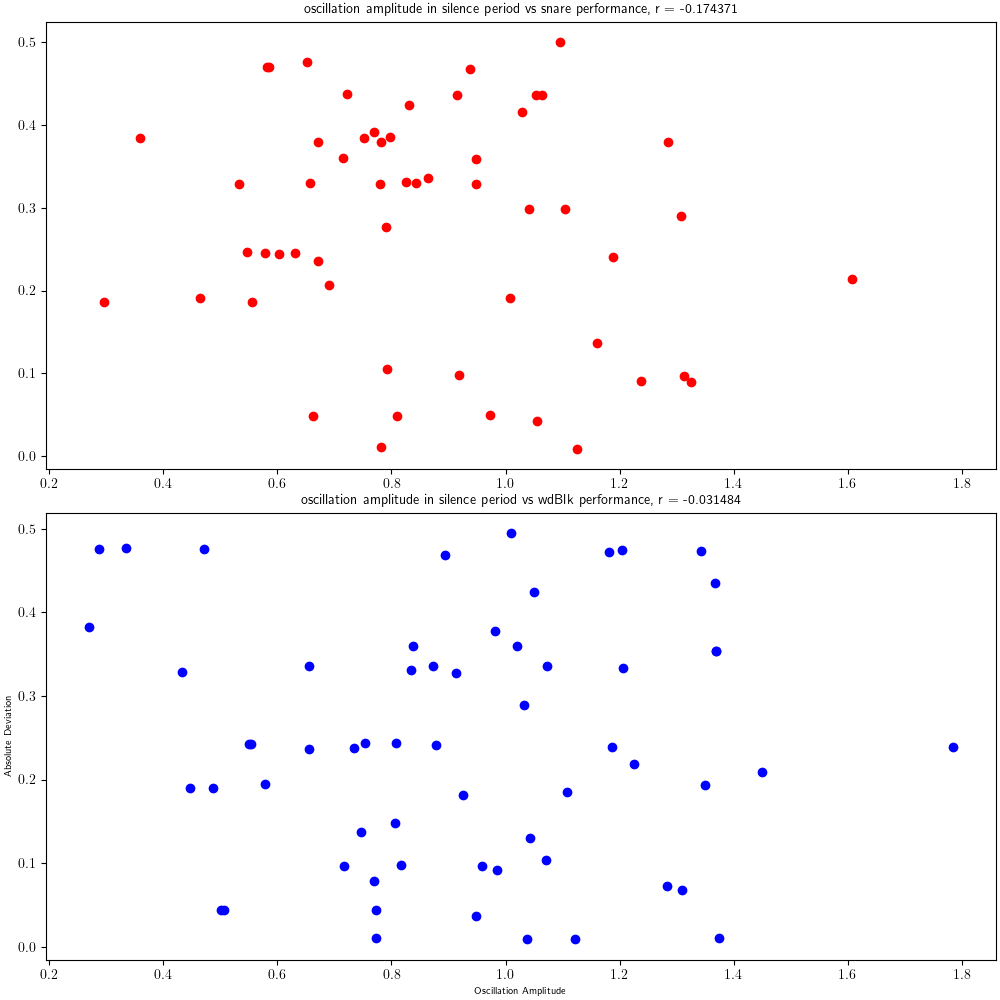 oscillation amplitude in silence period vs snare performance, r = -0.174371
0.5
0.4
0.3
0.2
0.1
0.0
0.2 0.4 0.6 0.8 1.0 1.2 1.4 1.6 1.8
oscillation amplitude in silence period vs wdBlk performance, r = -0.031484
0.5
0.4
0.3
0.2
0.1
0.0
Absolute Deviation
0.2 0.4 0.6 0.8 1.0 1.2 1.4 1.6 1.8
Oscillation Amplitude